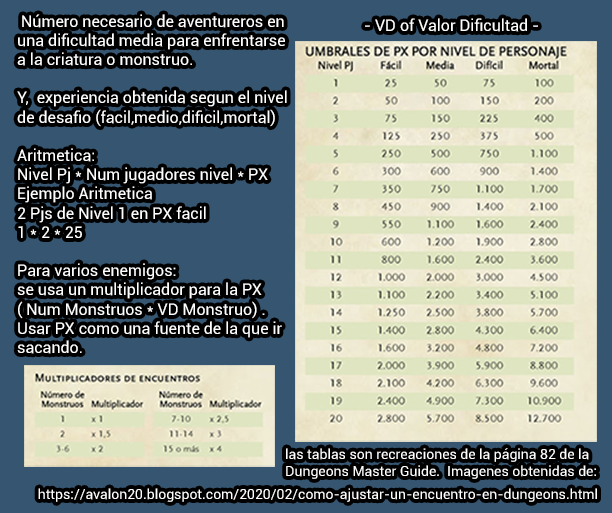 Número necesario de aventureros en
una dificultad media para enfrentarse
a la criatura o monstruo.
Y, experiencia obtenida segun el nivel
de desafio (facil,medio,dificil,mortal)
Aritmetica:
Nivel Pj * Num jugadores nivel * PX
Ejemplo Aritmetica
2 Pjs de Nivel 1 en PX facil
1 * 2 * 25
Para varios enemigos:
se usa un multiplicador para la PX
( Num Monstruos * VD Monstruo) .
Usar PX como una fuente de la que ir
sacando.
MULTIPLICADORES DE ENCUENTROS
Número de Número de
Monstruos Multiplicador Monstruos Multiplicador
1 x 1 7-10 x 2,5
2 x 1,5 11-14 x 3
3-6 x 2 15 o más x 4
- VD of Valor Dificultad -
UMBRALES DE PX POR NIVEL DE PERSONAJE
Nivel PJ Fácil Media Difícil Mortal
1 25 50 75 100
2 50 100 150 200
3 75 150 225 400
4 125 250 375 500
5 250 500 750 1.100
6 300 600 900 1.400
7 350 750 1.100 1.700
8 450 900 1.400 2.100
9 550 1.100 1.600 2.400
10 600 1.200 1.900 2.800
11 800 1.600 2.400 3.600
12 1.000 2.000 3.000 4.500
13 1.100 2.200 3.400 5.100
14 1.250 2.500 3.800 5.700
15 1.400 2.800 4.300 6.400
16 1.600 3.200 4.800 7.200
17 2.000 3.900 5.900 8.800
18 2.100 4.200 6.300 9.600
19 2.400 4.900 7.300 10.900
20 2.800 5.700 8.500 12.700
las tablas son recreaciones de la página 82 de la
Dungeons Master Guide. Imagenes obtenidas de:
https://avalon20.blogspot.com/2020/02/como-ajustar-un-encuentro-en-dungeons.html